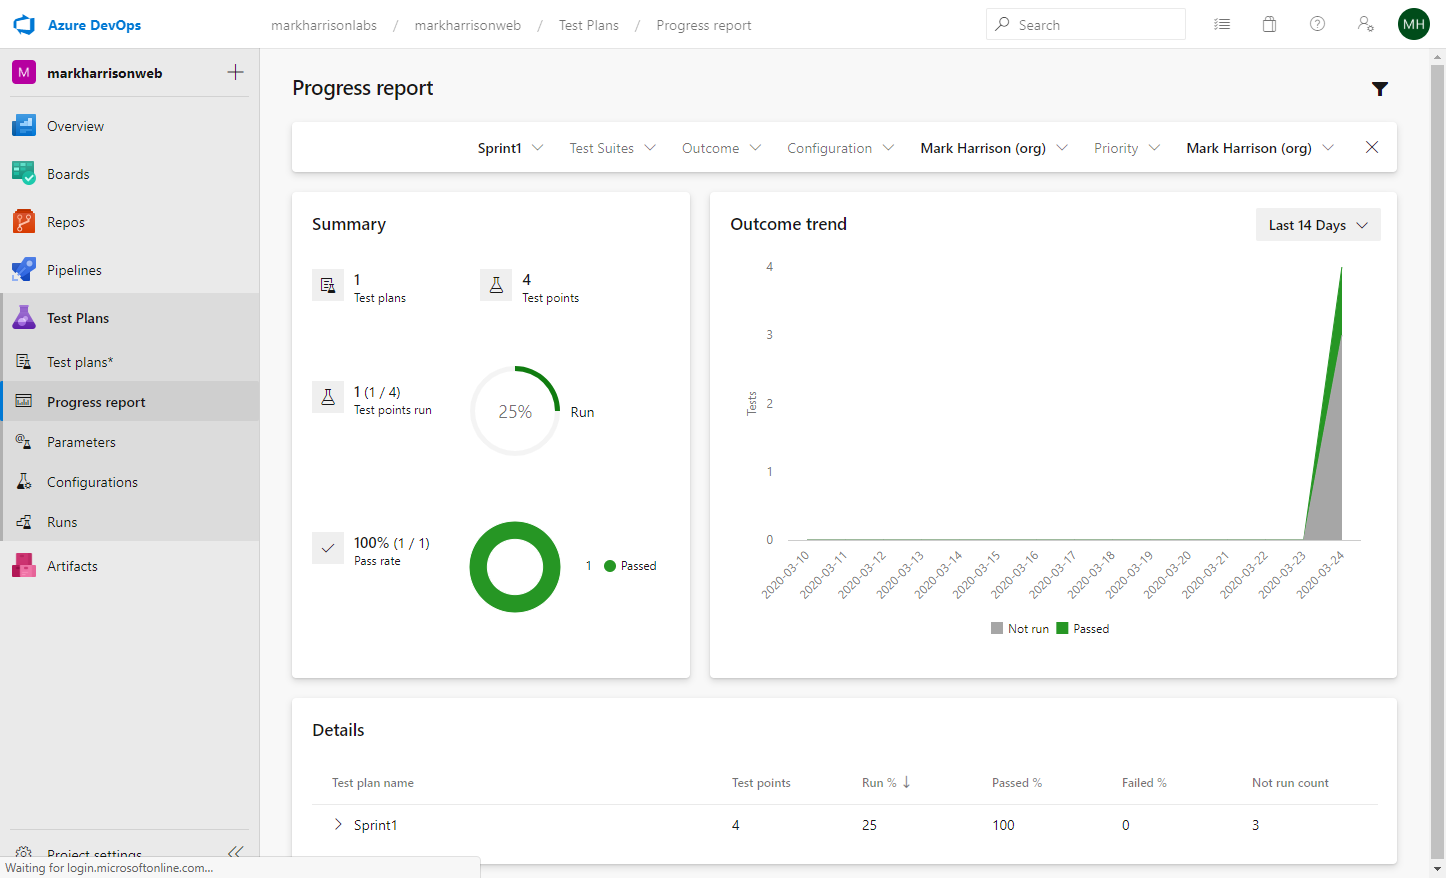 Azure DevOps
markharrisonlabs / markharrisonweb / Test Plans / Progress report
Search
MH
M markharrisonweb
Overview
Boards
Repos
Pipelines
Test Plans
Test plans*
Progress report
Parameters
Configurations
Runs
Artifacts
Project settings
Waiting for login.microsoftonline.com...
Progress report
Sprint1 Test Suites Outcome Configuration Mark Harrison (org) Priority Mark Harrison (org)
Summary
1
Test plans
4
Test points
1 (1 / 4)
Test points run
25%
Run
100% (1 / 1)
Pass rate
1 Passed
Outcome trend
Last 14 Days
4
3
2
1
0
Tests
2020-03-10
2020-03-11
2020-03-12
2020-03-13
2020-03-14
2020-03-15
2020-03-16
2020-03-17
2020-03-18
2020-03-19
2020-03-20
2020-03-21
2020-03-22
2020-03-23
2020-03-24
Not run Passed
Details
Test plan name Test points Run % Passed % Failed % Not run count
Sprint1 4 25 100 0 3